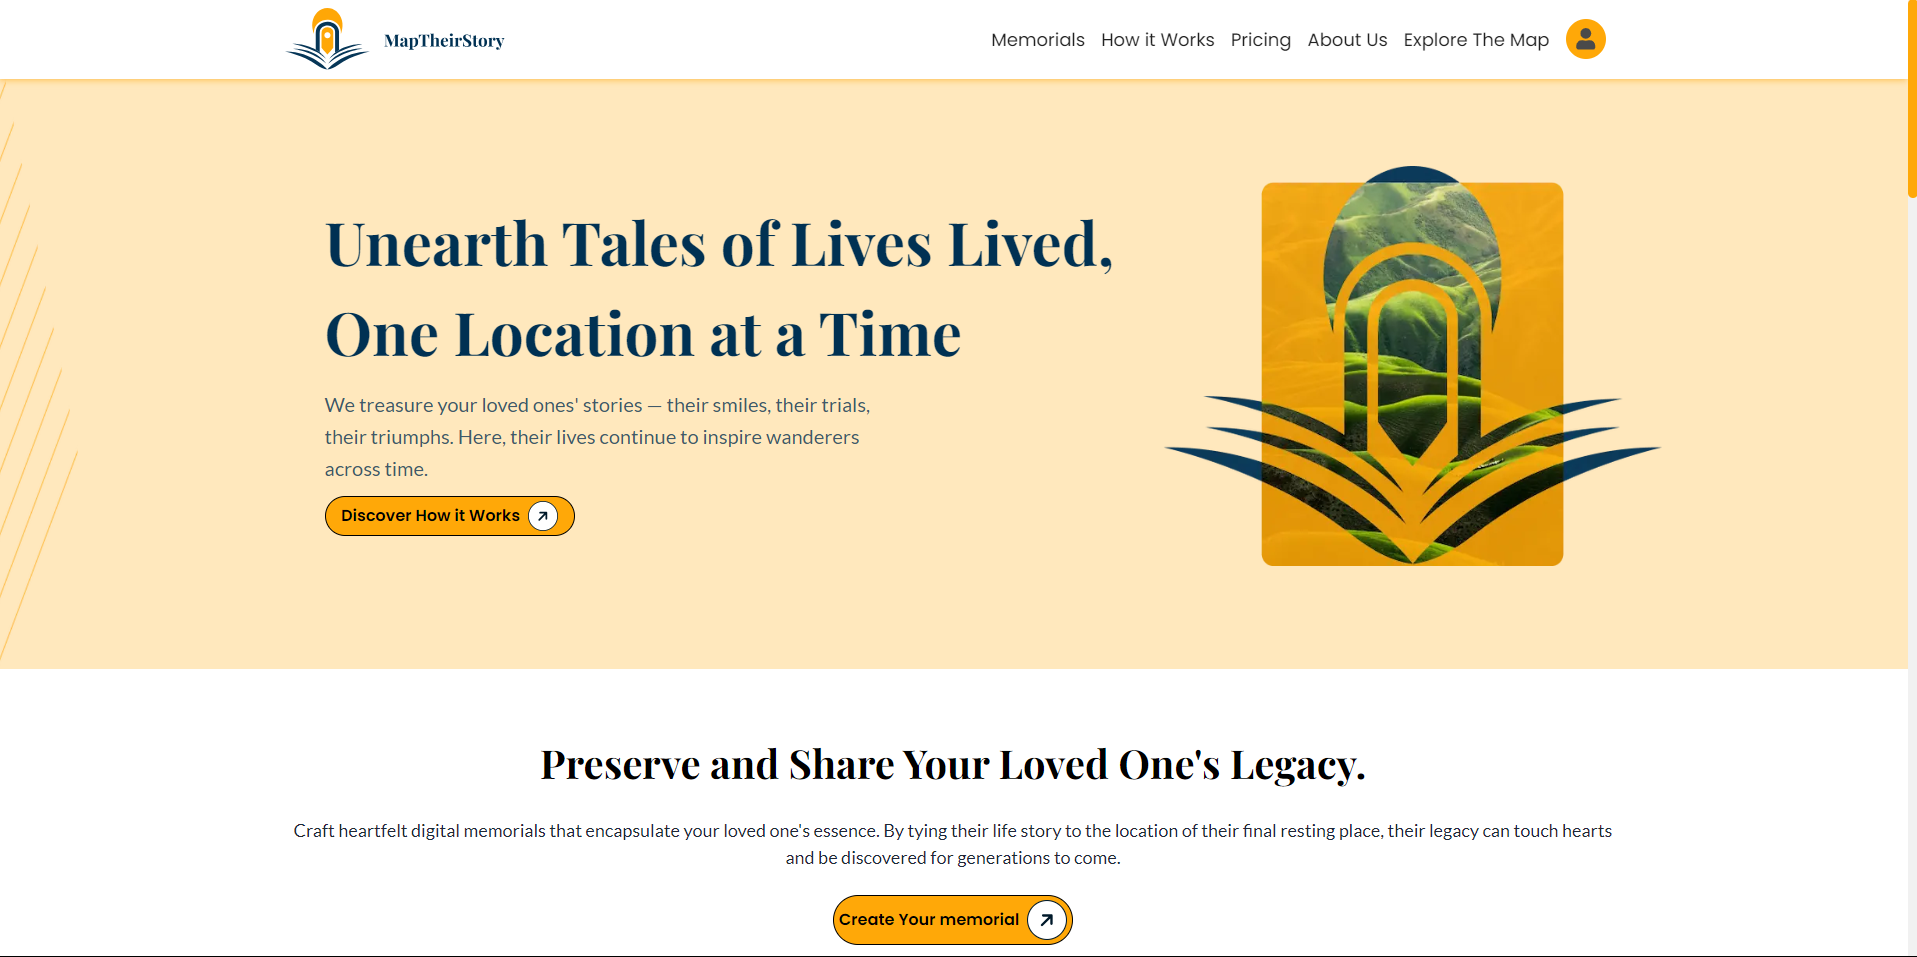 MapTheirStory
Memorials How it Works Pricing About Us Explore The Map
Unearth Tales of Lives Lived,
One Location at a Time
We treasure your loved ones' stories — their smiles, their trials,
their triumphs. Here, their lives continue to inspire wanderers
across time.
Discover How it Works
Preserve and Share Your Loved One's Legacy.
Craft heartfelt digital memorials that encapsulate your loved one's essence. By tying their life story to the location of their final resting place, their legacy can touch hearts
and be discovered for generations to come.
Create Your memorial